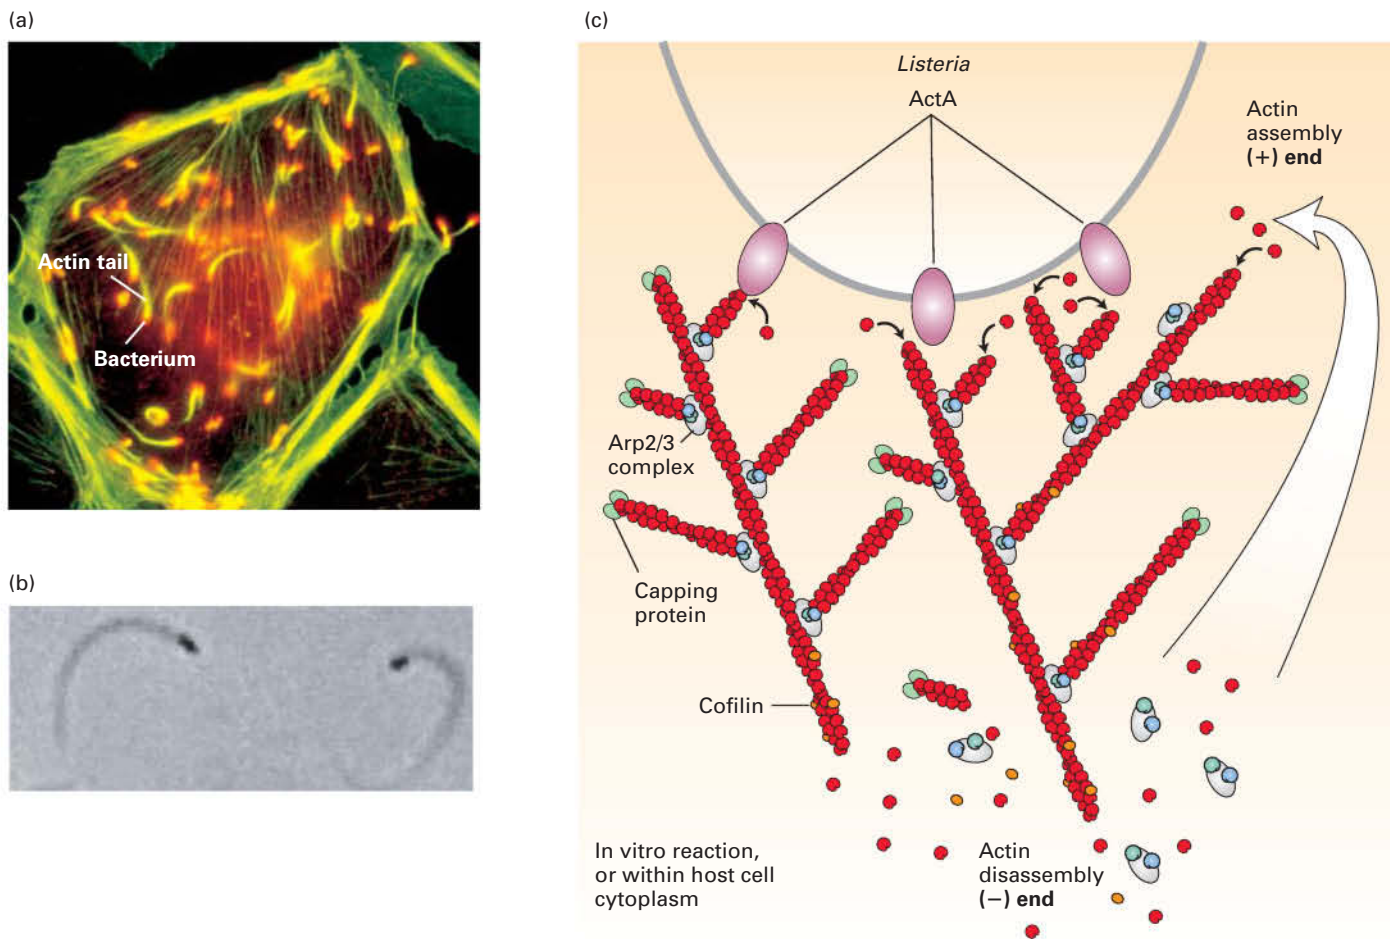 (a)
Actin tail
Bacterium
(b)
(c)
Listeria
ActA
Actin
assembly
(+) end
Arp2/3
complex
Capping
protein
Cofilin
In vitro reaction,
or within host cell
cytoplasm
Actin
disassembly
(−) end